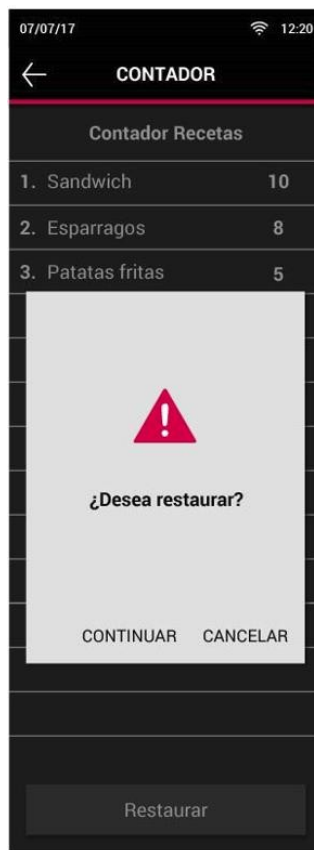 07/07/17 12:20
CONTADOR
Contador Recetas
1. Sandwich 10
2. Esparragos 8
3. Patatas fritas 5
¿Desea restaurar?
CONTINUAR CANCELAR
Restaurar